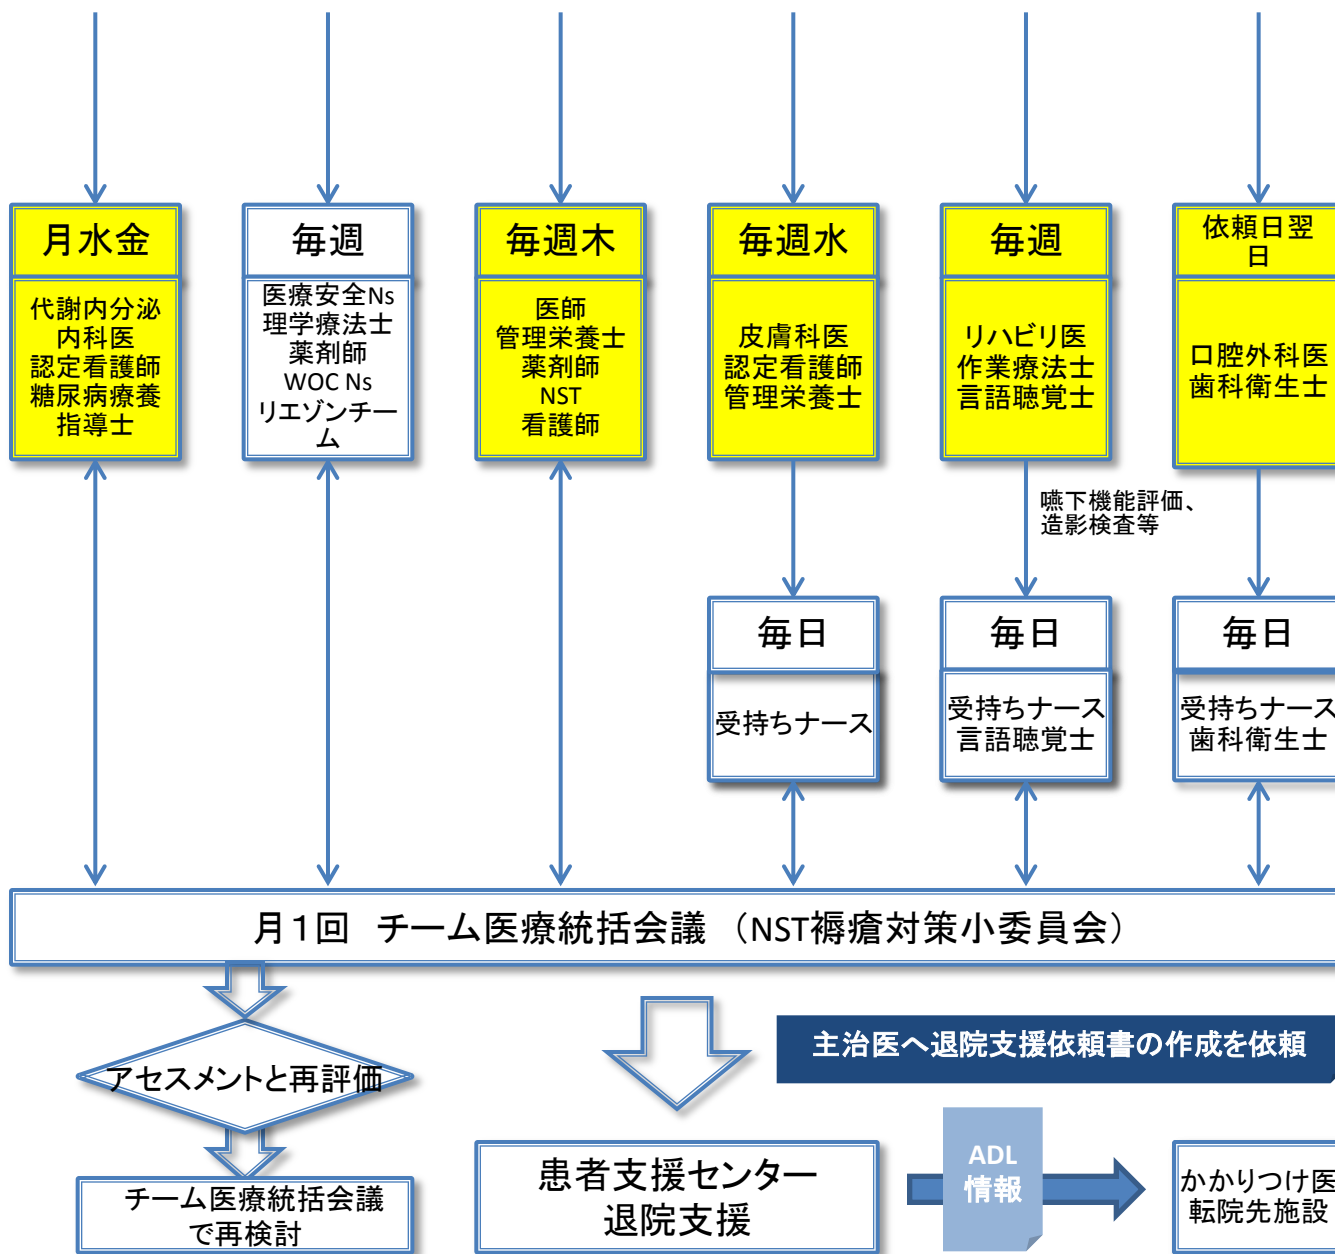 月水金
代謝内分泌
内科医
認定看護師
糖尿病療養
指導士
毎週
医療安全Ns
理学療法士
薬剤師
WOC Ns
リエゾンチー
ム
毎週木
医師
管理栄養士
薬剤師
NST
看護師
毎週水
皮膚科医
認定看護師
管理栄養士
毎週
リハビリ医
作業療法士
言語聴覚士
依頼日翌
日
口腔外科医
歯科衛生士
嚥下機能評価、
造影検査等
毎日
受持ちナース
毎日
受持ちナース
言語聴覚士
毎日
受持ちナース
歯科衛生士
月1回 チーム医療統括会議 （NST褥瘡対策小委員会）
アセスメントと再評価
チーム医療統括会議
で再検討
主治医へ退院支援依頼書の作成を依頼
患者支援センター
退院支援
ADL
情報
かかりつけ医
転院先施設